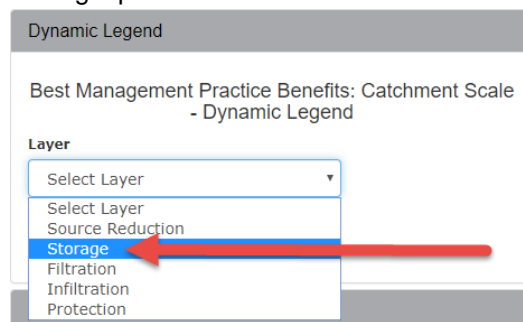 Dynamic Legend
Best Management Practice Benefits: Catchment Scale
- Dynamic Legend
Layer
Select Layer
Select Layer
Source Reduction
Storage
Filtration
Infiltration
Protection